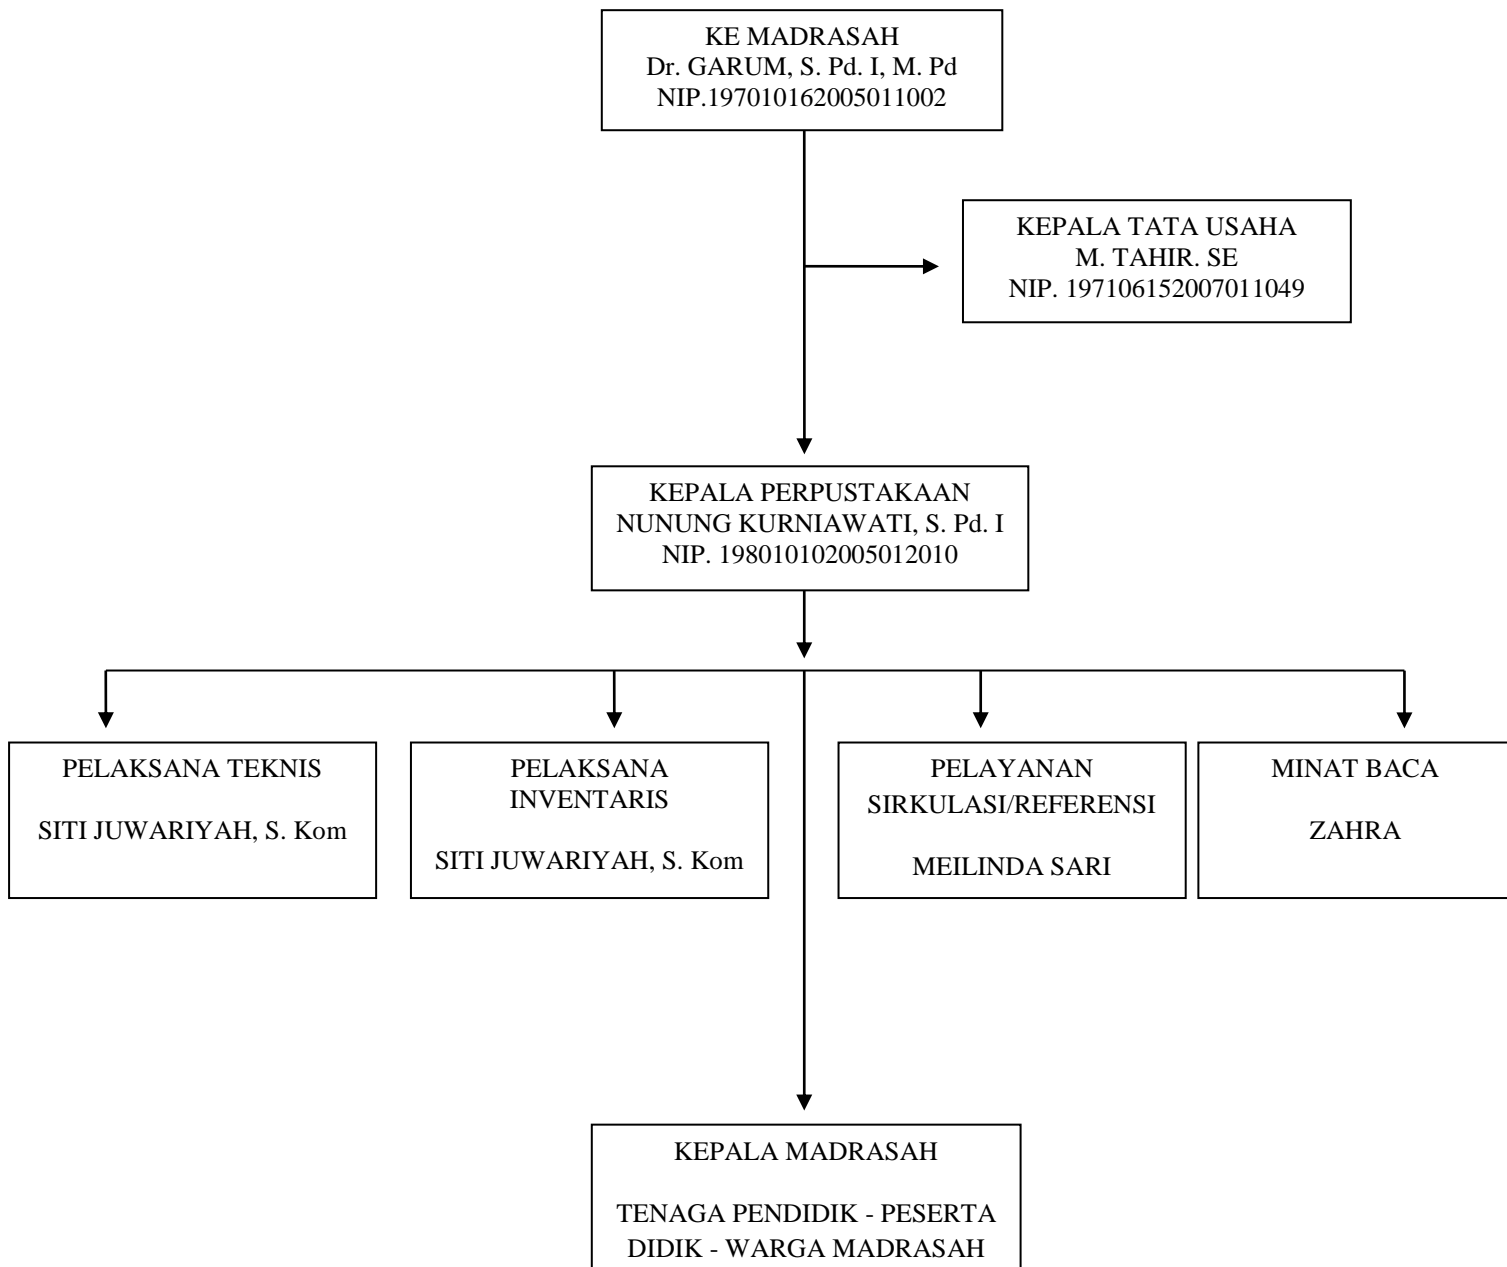 KE MADRASAH
Dr. GARUM, S. Pd. I, M. Pd
NIP.197010162005011002
KEPALA TATA USAHA
M. TAHIR. SE
NIP. 197106152007011049
KEPALA PERPUSTAKAAN
NUNUNG KURNIAWATI, S. Pd. I
NIP. 198010102005012010
PELAKSANA TEKNIS
SITI JUWARIYAH, S. Kom
PELAKSANA
INVENTARIS
SITI JUWARIYAH, S. Kom
PELAYANAN
SIRKULASI/REFERENSI
MEILINDA SARI
MINAT BACA
ZAHRA
KEPALA MADRASAH
TENAGA PENDIDIK - PESERTA
DIDIK - WARGA MADRASAH